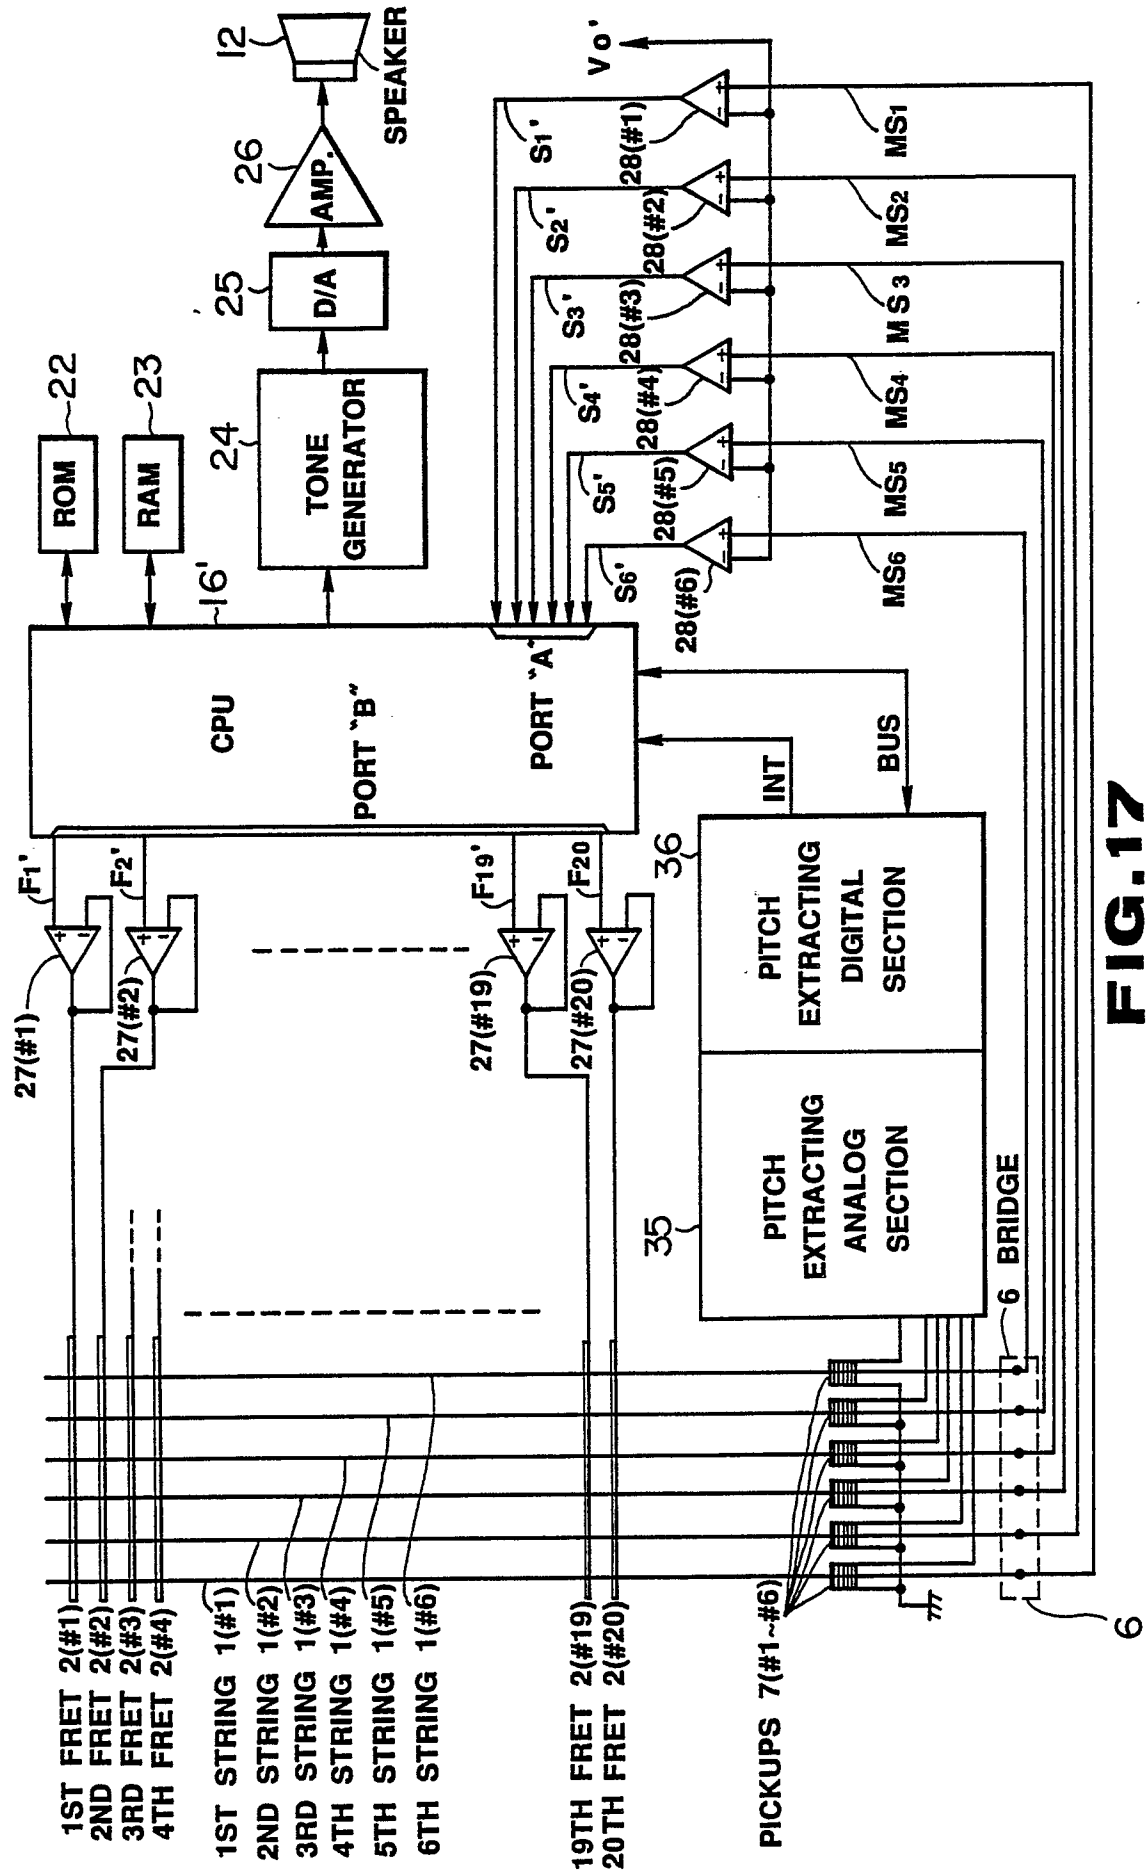 1ST FRET 2(#1)
2ND FRET 2(#2)
3RD FRET 2(#3)
4TH FRET 2(#4)
1ST STRING 1(#1)
2ND STRING 1(#2)
3RD STRING 1(#3)
4TH STRING 1(#4)
5TH STRING 1(#5)
6TH STRING 1(#6)
19TH FRET 2(#19)
20TH FRET 2(#20)
PICKUPS 7(#1~#6)
6
6 BRIDGE
27(#1)
27(#2)
27(#19)
27(#20)
F1'
F2'
F19'
F20
35
PITCH
EXTRACTING
ANALOG
SECTION
36
PITCH
EXTRACTING
DIGITAL
SECTION
INT
BUS
CPU
PORT "B"
PORT "A"
16'
ROM
22
RAM
23
TONE
GENERATOR
24
D/A
25
AMP.
26
12
SPEAKER
S1'
S2'
S3'
S4'
S5'
S6'
28(#1)
28(#2)
28(#3)
28(#4)
28(#5)
28(#6)
+
−
Vo'
MS1
MS2
MS3
MS4
MS5
MS6
FIG.17